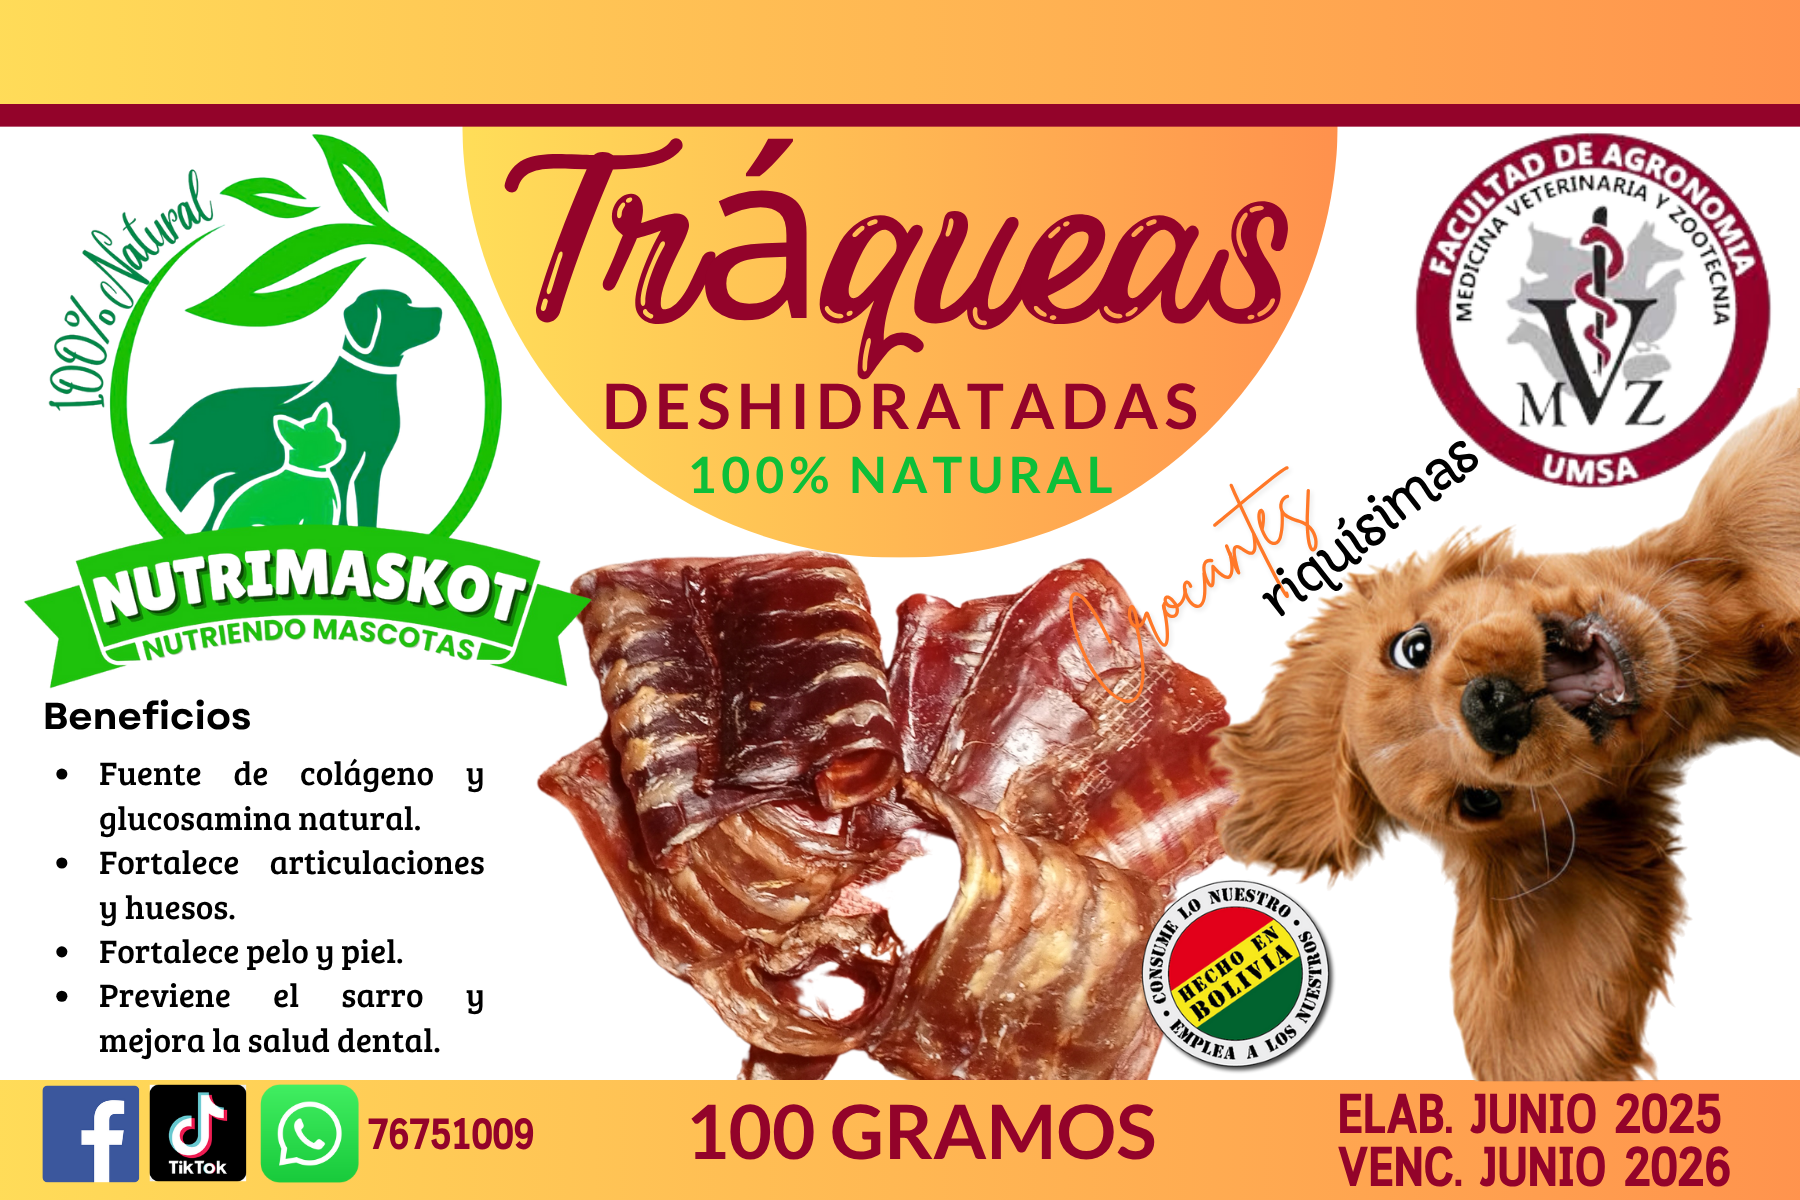 100% Natural
NUTRIMASKOT
NUTRIENDO MASCOTAS
Tráqueas
DESHIDRATADAS
100% NATURAL
FACULTAD DE AGRONOMIA
MEDICINA VETERINARIA Y ZOOTECNIA
MVZ
UMSA
Crocantes
riquísimas
Beneficios
• Fuente de colágeno y
glucosamina natural.
• Fortalece articulaciones
y huesos.
• Fortalece pelo y piel.
• Previene el sarro y
mejora la salud dental.
CONSUME LO NUESTRO •
EMPLEA A LOS NUESTROS •
HECHO EN
BOLIVIA
TikTok
76751009
100 GRAMOS
ELAB. JUNIO 2025
VENC. JUNIO 2026